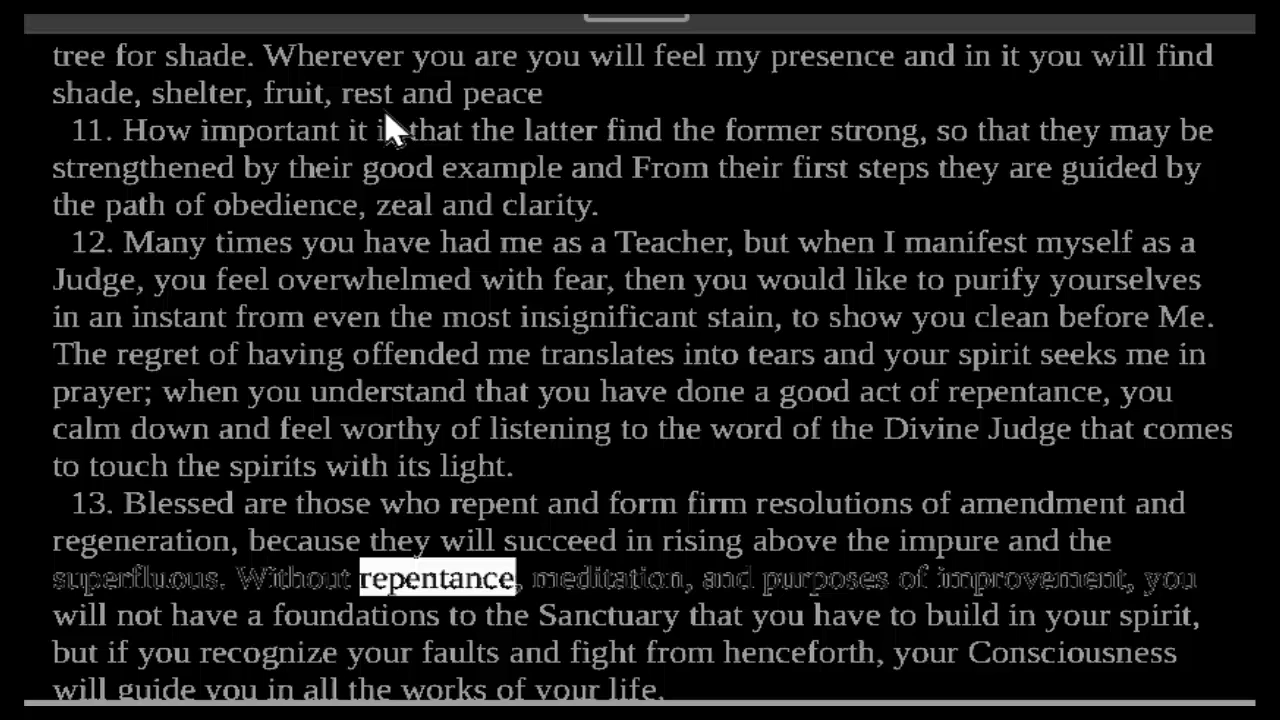 tree for shade. Wherever you are you will feel my presence and in it you will find
shade, shelter, fruit, rest and peace
11. How important it is that the latter find the former strong, so that they may be
strengthened by their good example and From their first steps they are guided by
the path of obedience, zeal and clarity.
12. Many times you have had me as a Teacher, but when I manifest myself as a
Judge, you feel overwhelmed with fear, then you would like to purify yourselves
in an instant from even the most insignificant stain, to show you clean before Me.
The regret of having offended me translates into tears and your spirit seeks me in
prayer; when you understand that you have done a good act of repentance, you
calm down and feel worthy of listening to the word of the Divine Judge that comes
to touch the spirits with its light.
13. Blessed are those who repent and form firm resolutions of amendment and
regeneration, because they will succeed in rising above the impure and the
superfluous. Without repentance, meditation, and purposes of improvement, you
will not have a foundations to the Sanctuary that you have to build in your spirit,
but if you recognize your faults and fight from henceforth, your Consciousness
will guide you in all the works of your life.